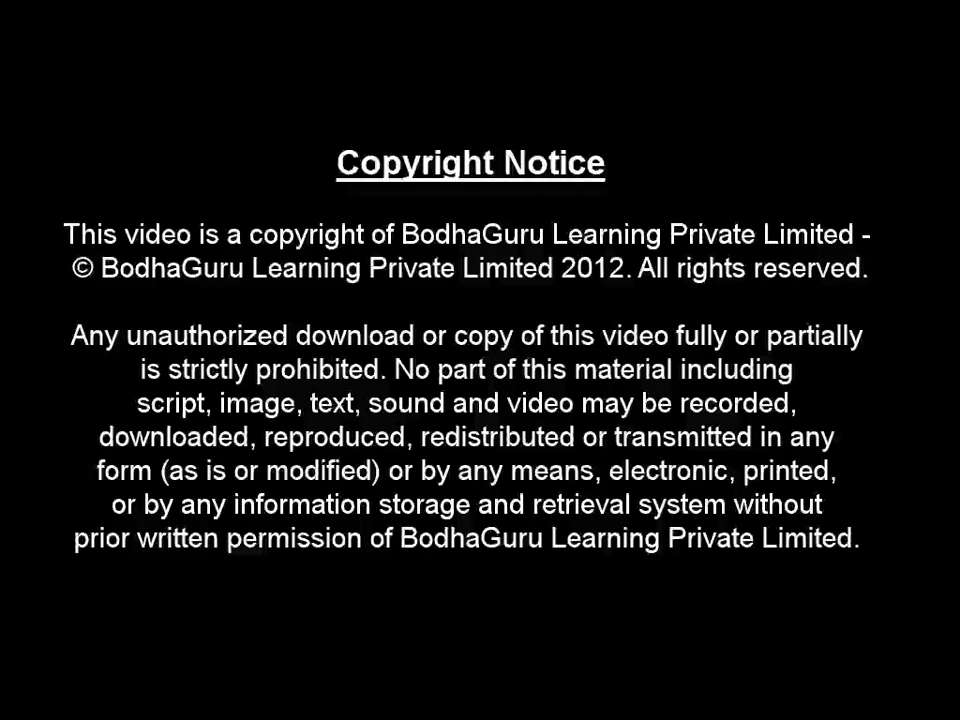 Copyright Notice
This video is a copyright of BodhaGuru Learning Private Limited -
© BodhaGuru Learning Private Limited 2012. All rights reserved.
Any unauthorized download or copy of this video fully or partially
is strictly prohibited. No part of this material including
script, image, text, sound and video may be recorded,
downloaded, reproduced, redistributed or transmitted in any
form (as is or modified) or by any means, electronic, printed,
or by any information storage and retrieval system without
prior written permission of BodhaGuru Learning Private Limited.